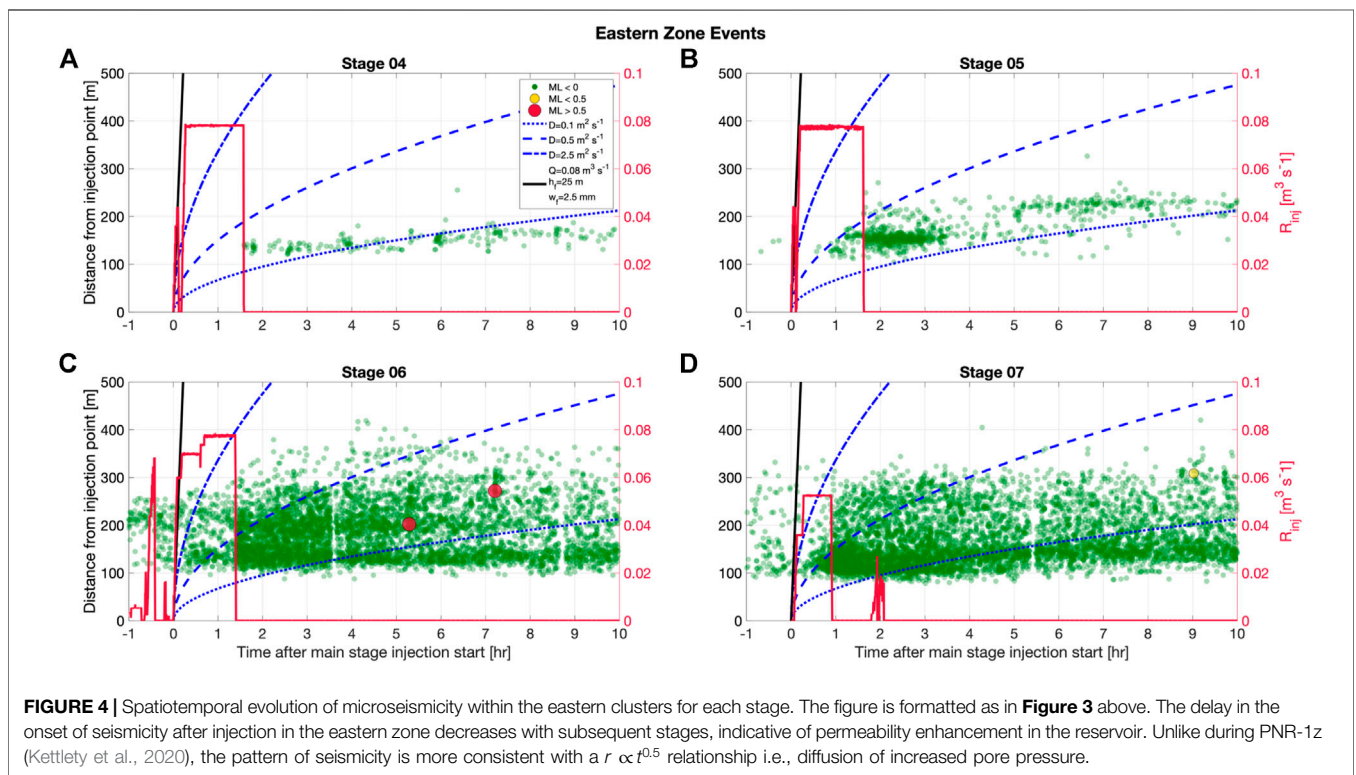 Eastern Zone Events
A
Stage 04
Distance from injection point [m]
500
400
300
200
100
0
-1 0 1 2 3 4 5 6 7 8 9 10
0.1
0.08
0.06
0.04
0.02
0
ML < 0
ML < 0.5
ML > 0.5
D=0.1 m² s⁻¹
D=0.5 m² s⁻¹
D=2.5 m² s⁻¹
Q=0.08 m³ s⁻¹
h_f=25 m
w_f=2.5 mm
B
Stage 05
500
400
300
200
100
0
-1 0 1 2 3 4 5 6 7 8 9 10
0.1
0.08
0.06
0.04
0.02
0
R_inj [m³ s-1]
C
Stage 06
Distance from injection point [m]
500
400
300
200
100
0
-1 0 1 2 3 4 5 6 7 8 9 10
Time after main stage injection start [hr]
0.1
0.08
0.06
0.04
0.02
0
D
Stage 07
500
400
300
200
100
0
-1 0 1 2 3 4 5 6 7 8 9 10
Time after main stage injection start [hr]
0.1
0.08
0.06
0.04
0.02
0
R_inj [m³ s-1]
FIGURE 4 | Spatiotemporal evolution of microseismicity within the eastern clusters for each stage. The figure is formatted as in Figure 3 above. The delay in the
onset of seismicity after injection in the eastern zone decreases with subsequent stages, indicative of permeability enhancement in the reservoir. Unlike during PNR-1z
(Kettlety et al., 2020), the pattern of seismicity is more consistent with a r ∝ t^0.5 relationship i.e., diffusion of increased pore pressure.